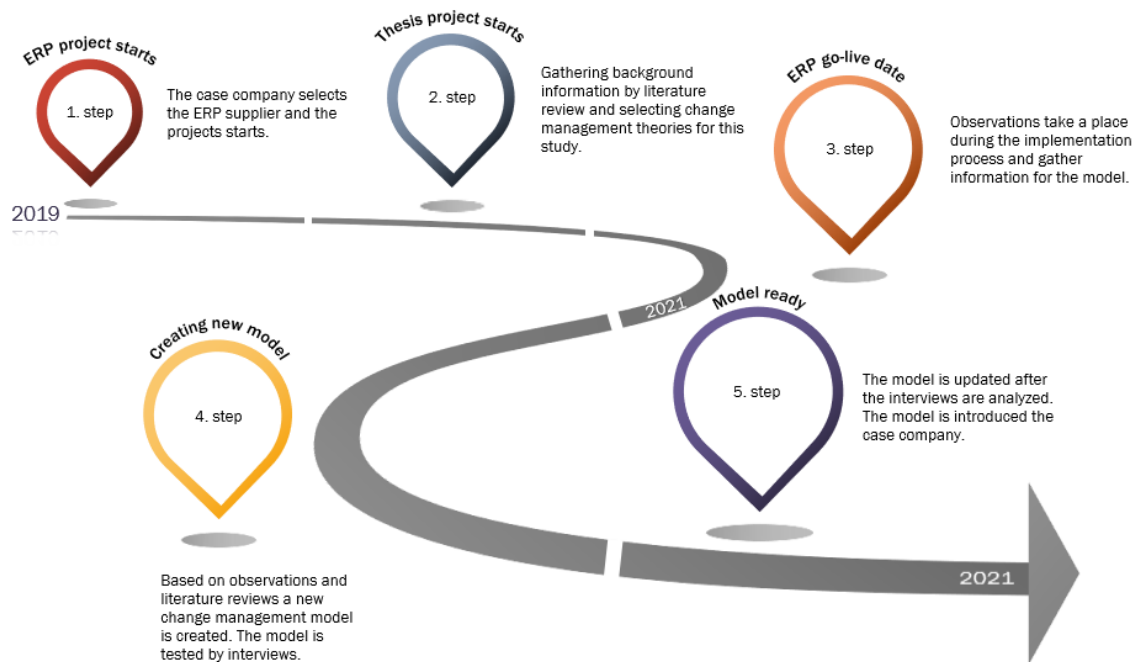 ERP project starts
1. step
The case company selects
the ERP supplier and the
projects starts.
Thesis project starts
2. step
Gathering background
information by literature
review and selecting change
management theories for this
study.
ERP go-live date
3. step
Observations take a place
during the implementation
process and gather
information for the model.
2019
2021
Creating new model
4. step
Based on observations and
literature reviews a new
change management model
is created. The model is
tested by interviews.
Model ready
5. step
The model is updated after
the interviews are analyzed.
The model is introduced the
case company.
2021